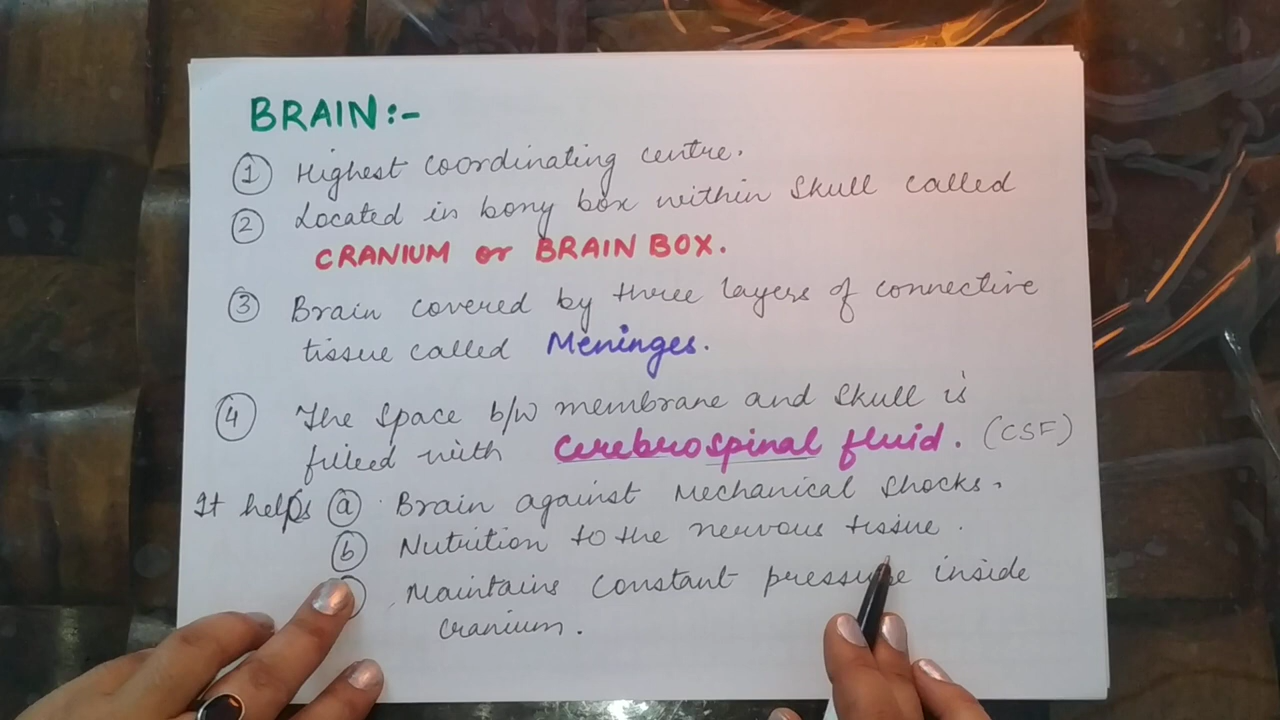 BRAIN:-
① Highest coordinating centre.
② Located in bony box within skull called
CRANIUM or BRAIN BOX.
③ Brain covered by three layers of connective
tissue called Meninges.
④ The space b/w membrane and skull is
filled with cerebrospinal fluid. (CSF)
It helps ⓐ Brain against Mechanical shocks.
ⓑ Nutrition to the nervous tissue.
Maintains constant pressure inside
cranium.